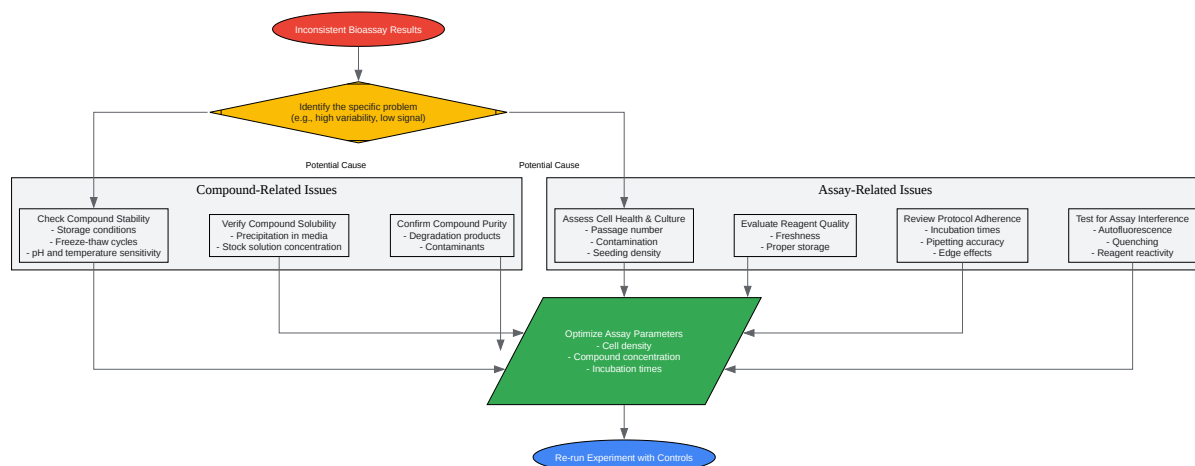 Inconsistent Bioassay Results
Identify the specific problem
(e.g., high variability, low signal)
Potential Cause
Potential Cause
Compound-Related Issues
Check Compound Stability
- Storage conditions
- Freeze-thaw cycles
- pH and temperature sensitivity
Verify Compound Solubility
- Precipitation in media
- Stock solution concentration
Confirm Compound Purity
- Degradation products
- Contaminants
Assay-Related Issues
Assess Cell Health & Culture
- Passage number
- Contamination
- Seeding density
Evaluate Reagent Quality
- Freshness
- Proper storage
Review Protocol Adherence
- Incubation times
- Pipetting accuracy
- Edge effects
Test for Assay Interference
- Autofluorescence
- Quenching
- Reagent reactivity
Optimize Assay Parameters
- Cell density
- Compound concentration
- Incubation times
Re-run Experiment with Controls